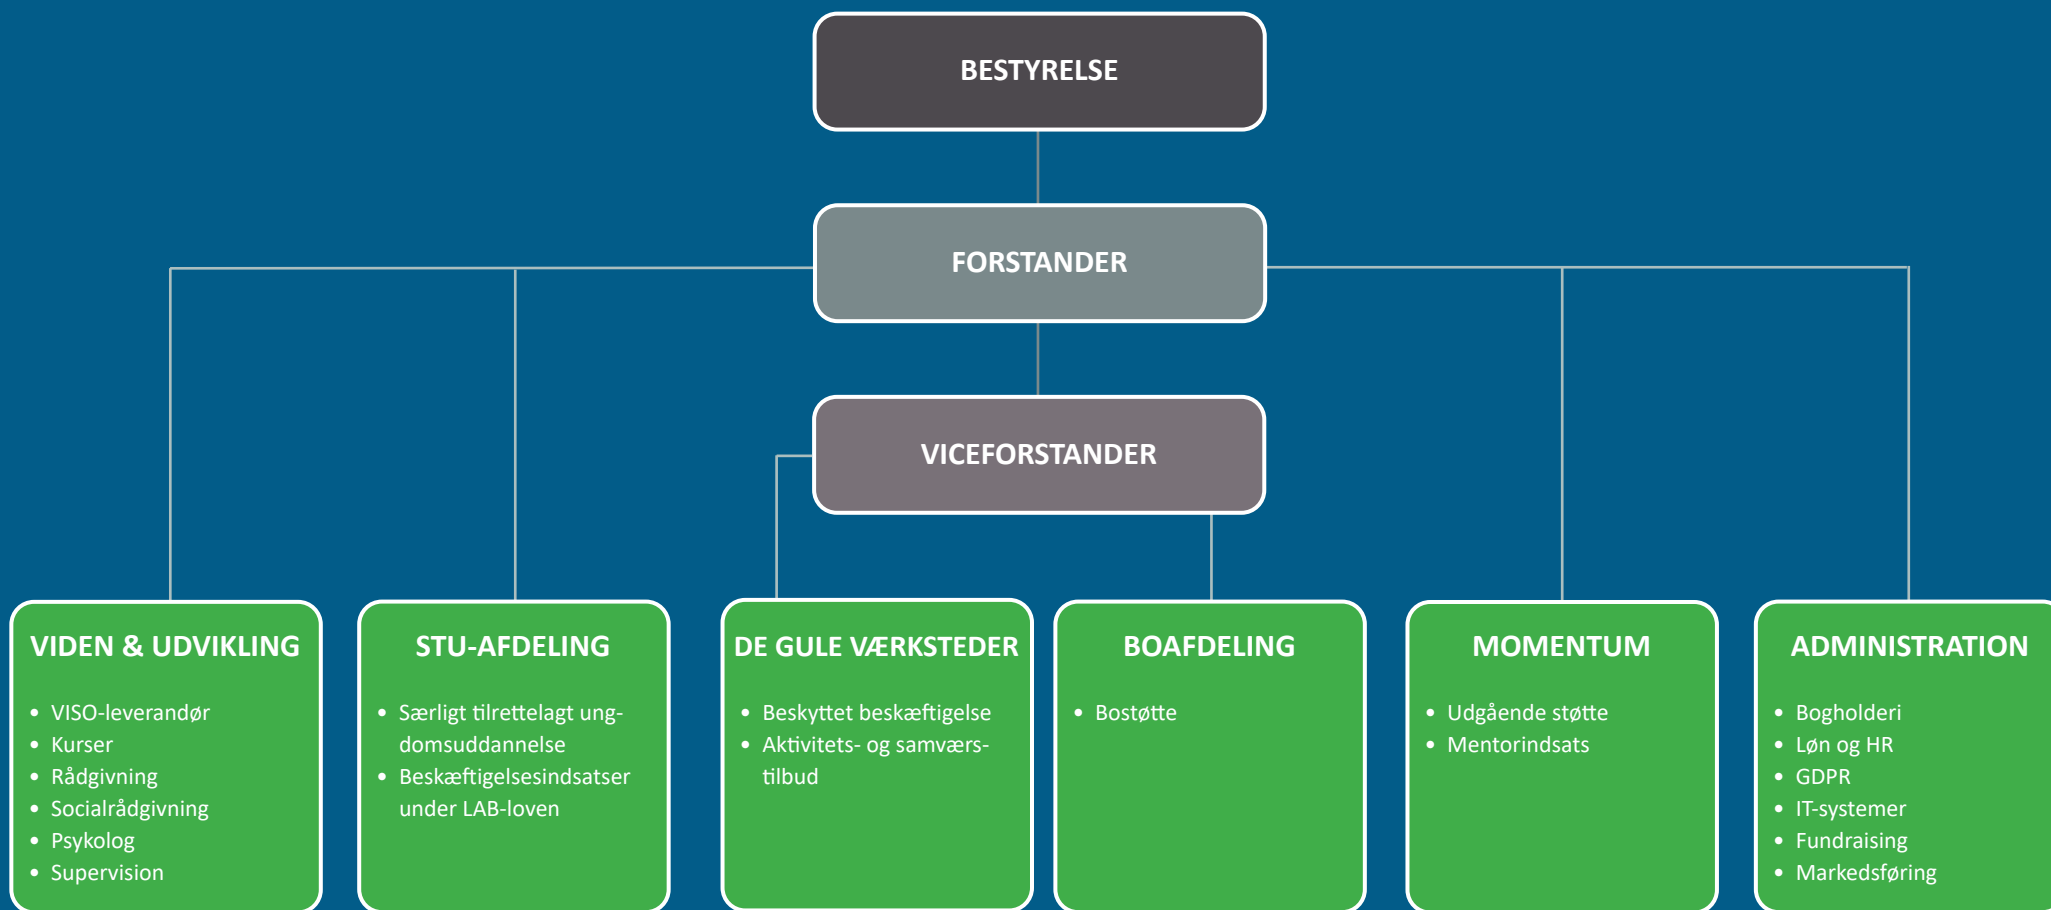 BESTYRELSE
FORSTANDER
VICEFORSTANDER
VIDEN & UDVIKLING
• VISO-leverandør
• Kurser
• Rådgivning
• Socialrådgivning
• Psykolog
• Supervision
STU-AFDELING
• Særligt tilrettelagt ung-
domsuddannelse
• Beskæftigelsesindsatser
under LAB-loven
DE GULE VÆRKSTEDER
• Beskyttet beskæftigelse
• Aktivitets- og samværs-
tilbud
BOAFDELING
• Bostøtte
MOMENTUM
• Udgående støtte
• Mentorindsats
ADMINISTRATION
• Bogholderi
• Løn og HR
• GDPR
• IT-systemer
• Fundraising
• Markedsføring